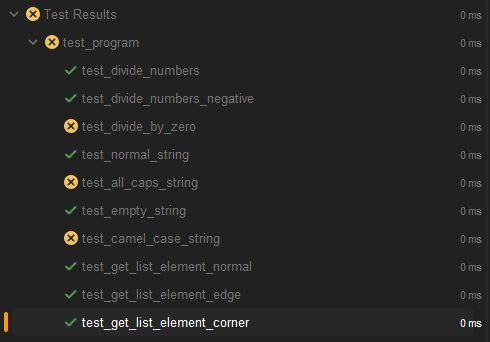 Test Results 0 ms
test_program 0 ms
test_divide_numbers 0 ms
test_divide_numbers_negative 0 ms
test_divide_by_zero 0 ms
test_normal_string 0 ms
test_all_caps_string 0 ms
test_empty_string 0 ms
test_camel_case_string 0 ms
test_get_list_element_normal 0 ms
test_get_list_element_edge 0 ms
test_get_list_element_corner 0 ms